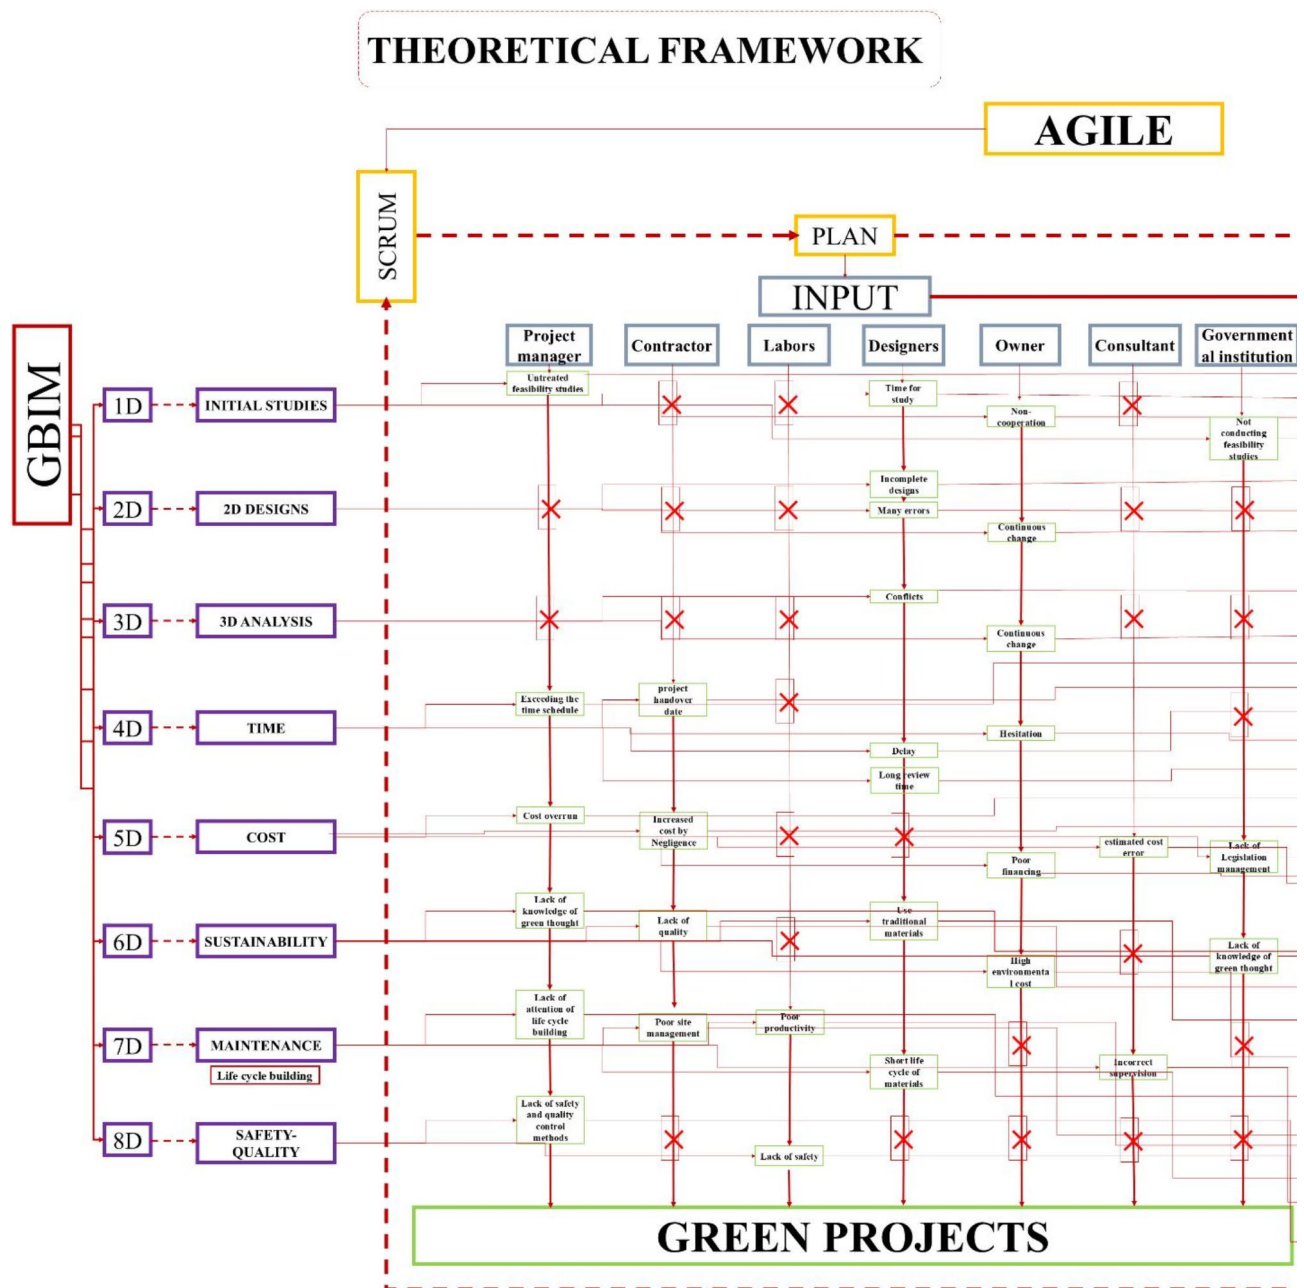 THEORETICAL FRAMEWORK
AGILE
SCRUM
PLAN
INPUT
GBIM
Project
manager
Contractor
Labors
Designers
Owner
Consultant
Government
al institution
1D
INITIAL STUDIES
Untreated
feasibility studies
Time for
study
Non-
cooperation
Not
conducting
feasibility
studies
2D
2D DESIGNS
Incomplete
designs
Many errors
Continuous
change
3D
3D ANALYSIS
Conflicts
Continuous
change
4D
TIME
Exceeding the
time schedule
project
handover
date
Hesitation
Delay
Long review
time
5D
COST
Cost overrun
Increased
cost by
Negligence
Poor
financing
estimated cost
error
Lack of
Legislation
management
6D
SUSTAINABILITY
Lack of
knowledge of
green thought
Lack of
quality
Use
traditional
materials
High
environmenta
l cost
Lack of
knowledge of
green thought
7D
MAINTENANCE
Life cycle building
Lack of
attention of
life cycle
building
Poor site
management
Poor
productivity
Short life
cycle of
materials
Incorrect
supervision
8D
SAFETY-
QUALITY
Lack of safety
and quality
control
methods
Lack of safety
GREEN PROJECTS